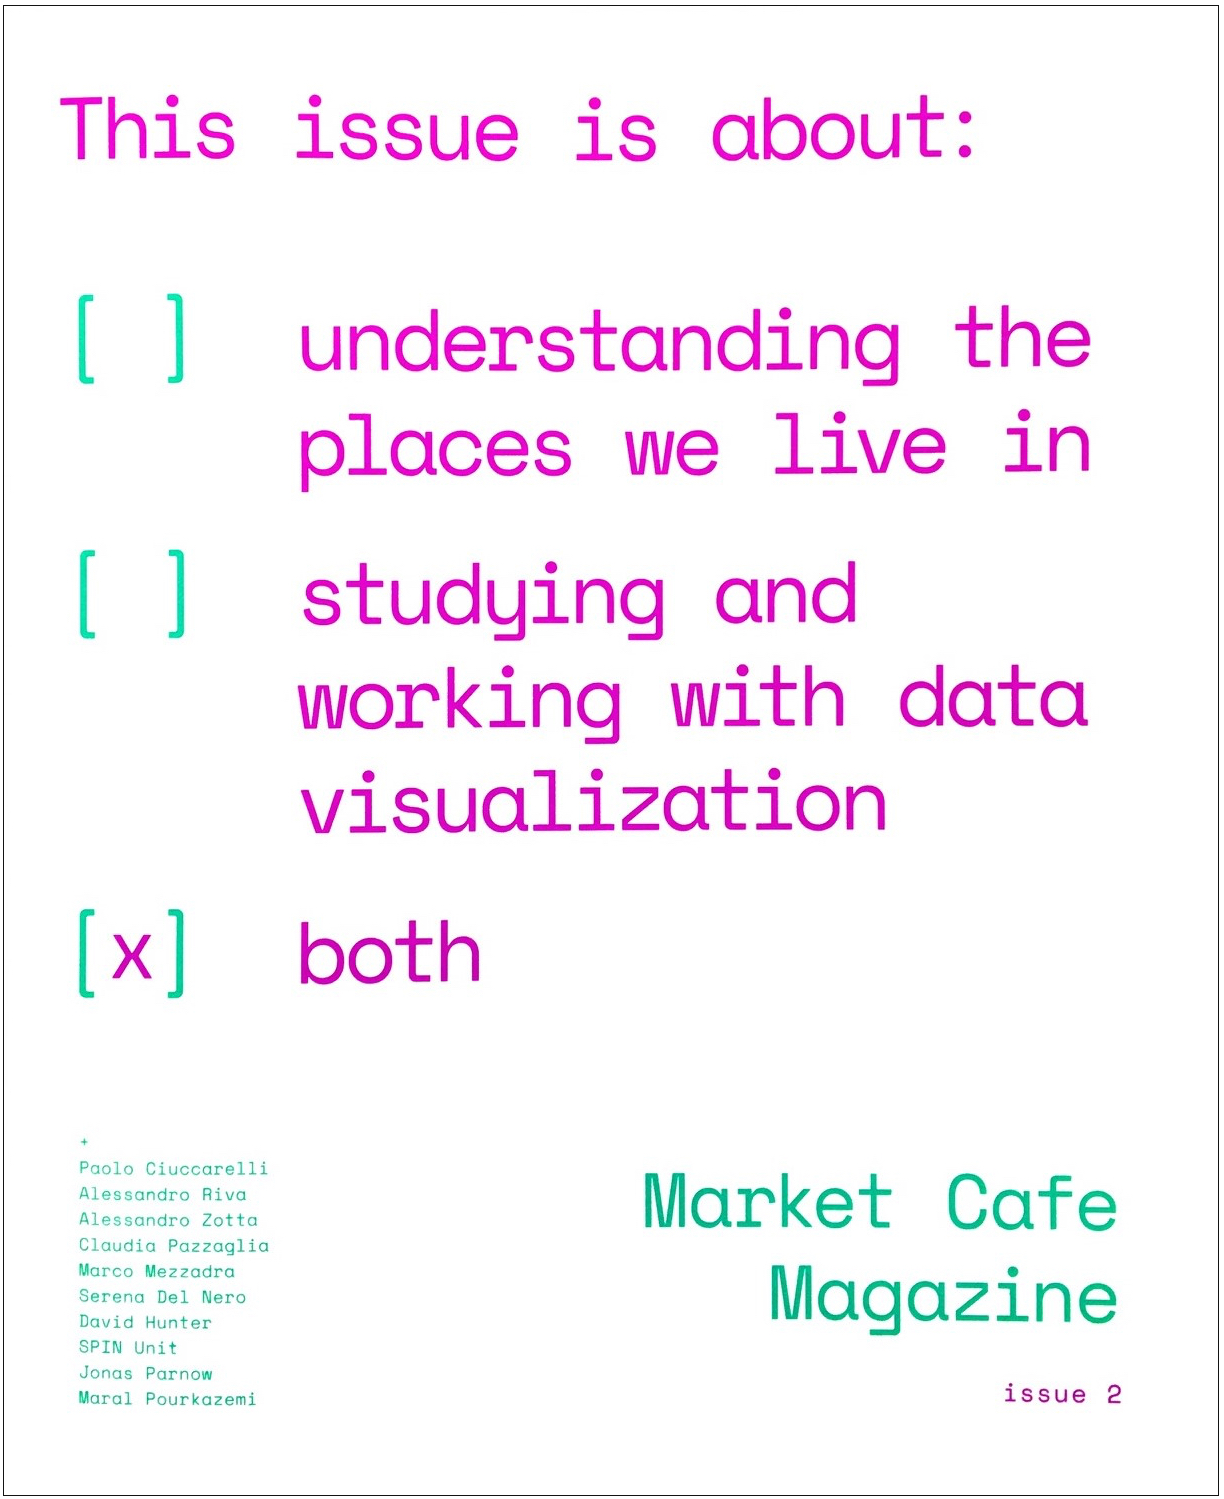 This issue is about:
[ ] understanding the
places we live in
[ ] studying and
working with data
visualization
[x] both
+
Paolo Ciuccarelli
Alessandro Riva
Alessandro Zotta
Claudia Pazzaglia
Marco Mezzadra
Serena Del Nero
David Hunter
SPIN Unit
Jonas Parnow
Maral Pourkazemi
Market Cafe
Magazine
issue 2